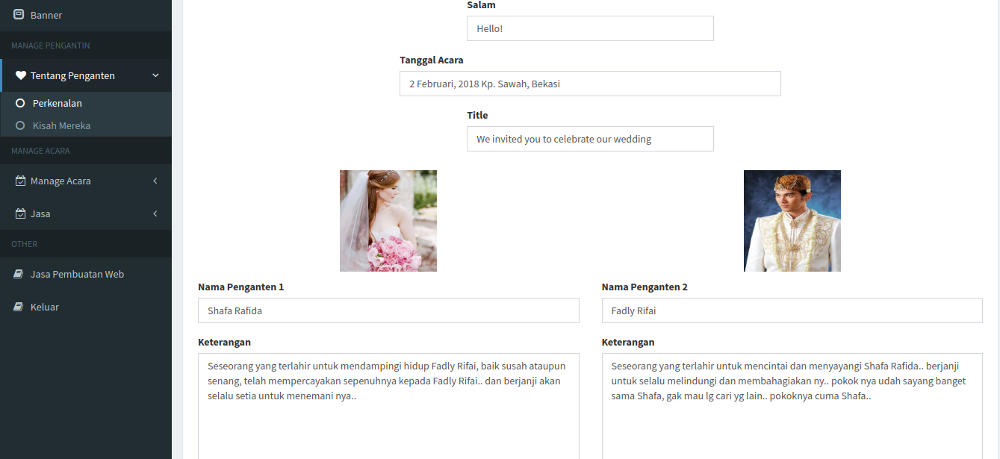 Banner
MANAGE PENGANTIN
Tentang Penganten
Perkenalan
Kisah Mereka
MANAGE ACARA
Manage Acara
Jasa
OTHER
Jasa Pembuatan Web
Keluar
Salam
Hello!
Tanggal Acara
2 Februari, 2018 Kp. Sawah, Bekasi
Title
We invited you to celebrate our wedding
Nama Penganten 1
Shafa Rafida
Keterangan
Seseorang yang terlahir untuk mendampingi hidup Fadly Rifai, baik susah ataupun
senang, telah mempercayakan sepenuhnya kepada Fadly Rifai.. dan berjanji akan
selalu setia untuk menemani nya..
Nama Penganten 2
Fadly Rifai
Keterangan
Seseorang yang terlahir untuk mencintai dan menyayangi Shafa Rafida.. berjanji
untuk selalu melindungi dan membahagiakan ny.. pokok nya udah sayang banget
sama Shafa, gak mau lg cari yg lain.. pokoknya cuma Shafa..